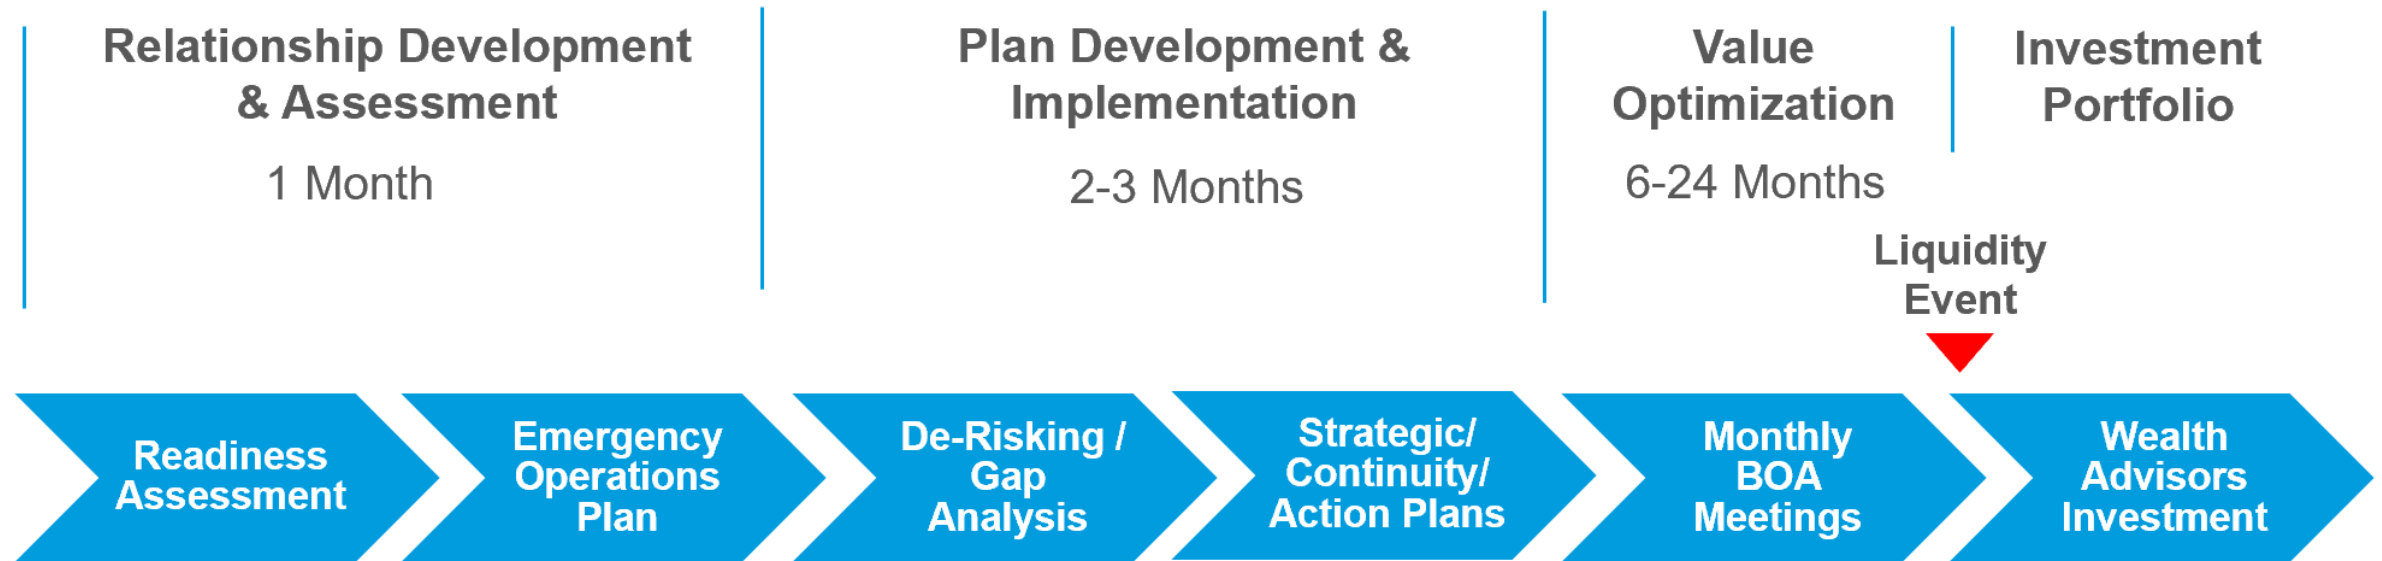 Relationship Development
& Assessment
1 Month
Plan Development &
Implementation
2-3 Months
Value
Optimization
6-24 Months
Investment
Portfolio
Liquidity
Event
Readiness
Assessment
Emergency
Operations
Plan
De-Risking /
Gap
Analysis
Strategic/
Continuity/
Action Plans
Monthly
BOA
Meetings
Wealth
Advisors
Investment